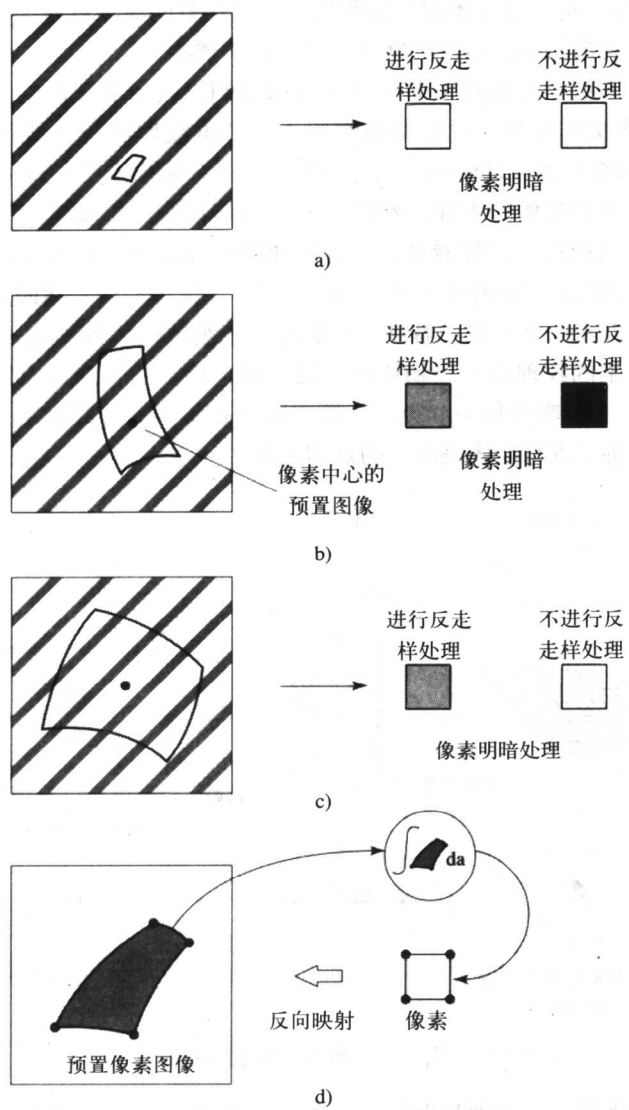 进行反走
样处理
不进行反
走样处理
像素明暗
处理
a)
进行反走
样处理
不进行反
走样处理
像素明暗
处理
像素中心的
预置图像
b)
进行反走
样处理
不进行反
走样处理
像素明暗处理
c)
∫ da
反向映射
像素
预置像素图像
d)